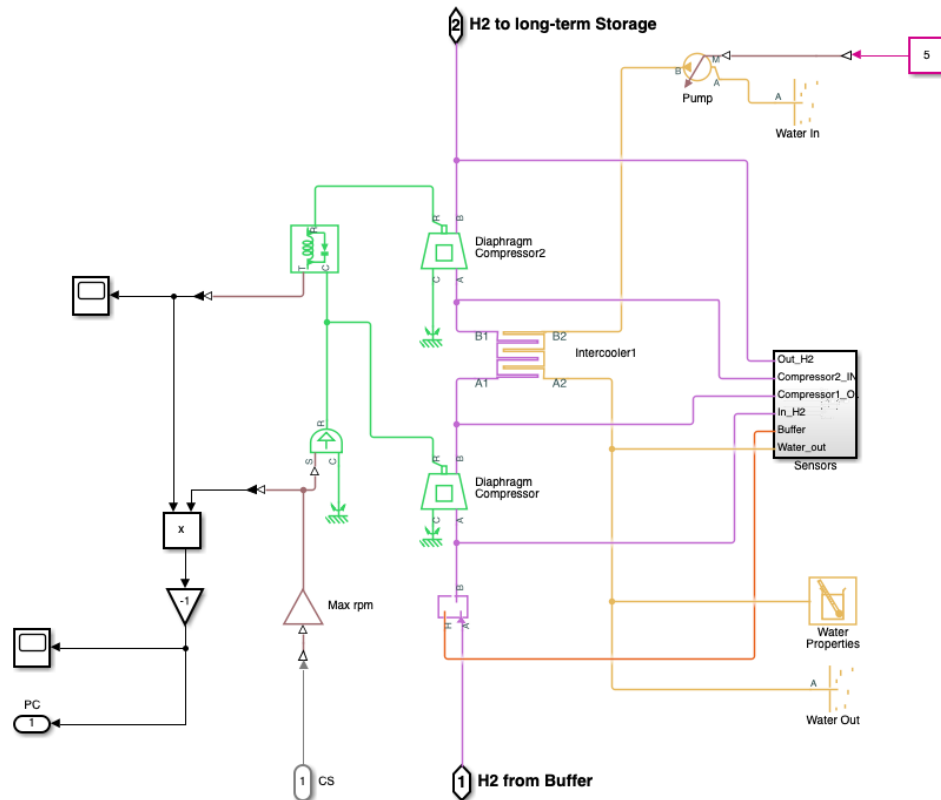 2
H2 to long-term Storage
5
M
B
A
Pump
A
Water In
R
B
Diaphragm
Compressor2
C
A
R
T
C
B1
B2
Intercooler1
A1
A2
Out_H2
Compressor2_IN
Compressor1_O
In_H2
Buffer
Water_out
Sensors
R
S
C
R
B
Diaphragm
Compressor
C
A
x
-1
Max rpm
B
H
A
Water
Properties
A
Water Out
PC
1
1
CS
1
H2 from Buffer